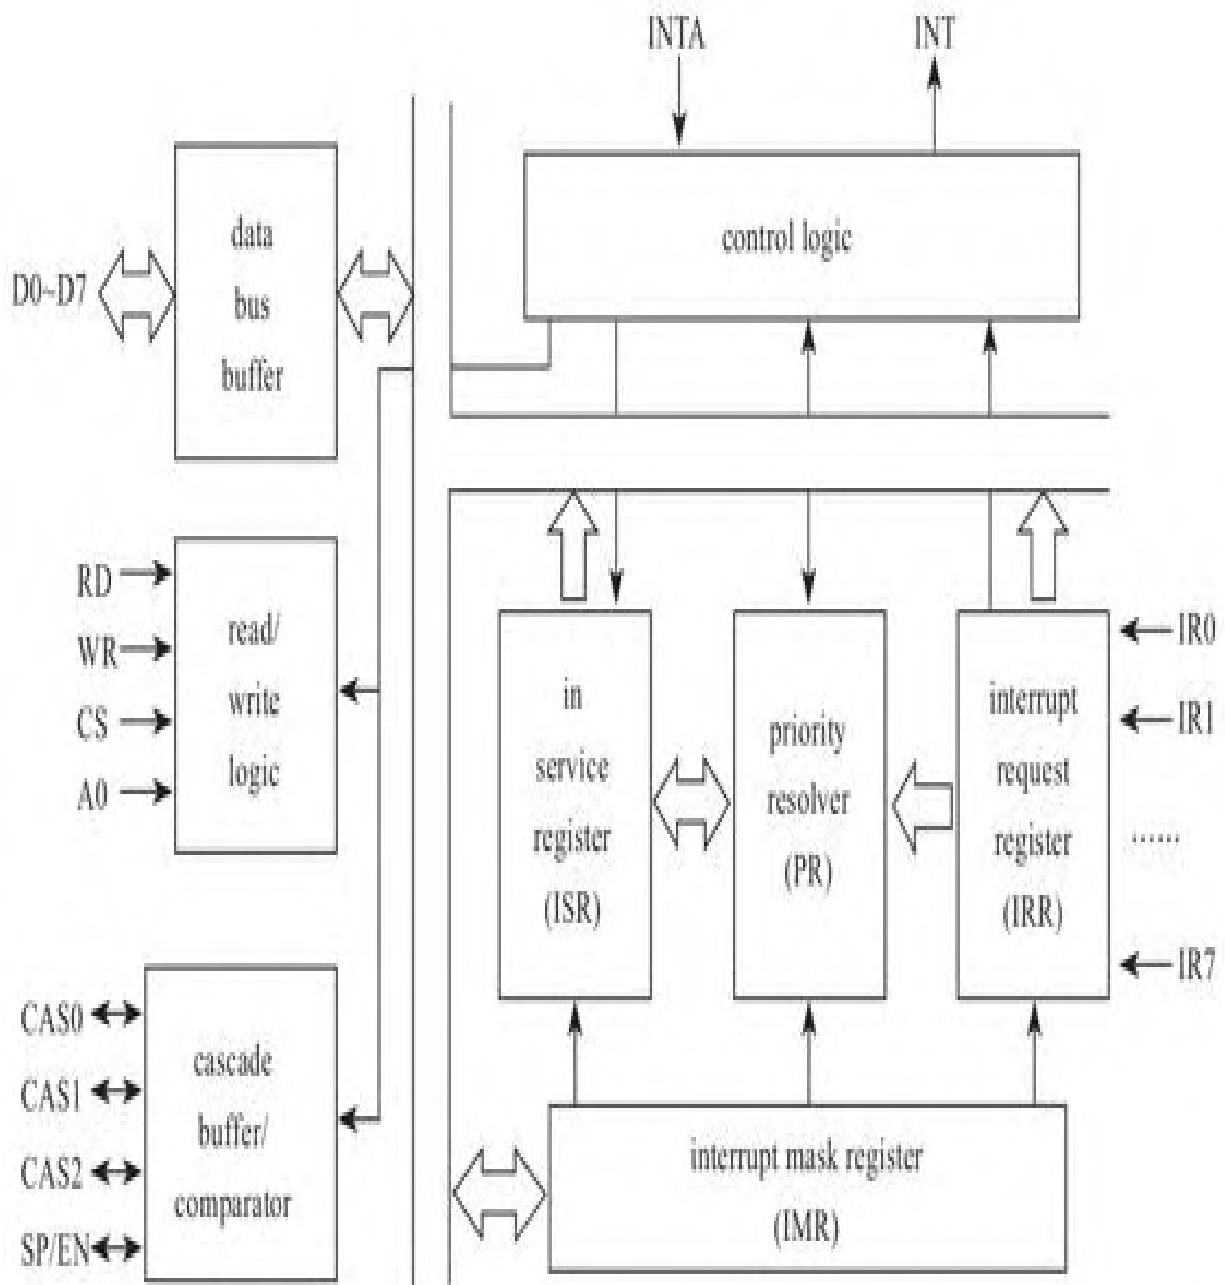 INTA
INT
data
bus
buffer
control logic
D0~D7
RD
WR
CS
A0
read/
write
logic
in
service
register
(ISR)
priority
resolver
(PR)
interrupt
request
register
(IRR)
IR0
IR1
......
IR7
CAS0
CAS1
CAS2
SP/EN
cascade
buffer/
comparator
interrupt mask register
(IMR)